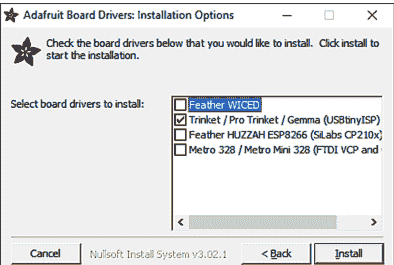 Adafruit Board Drivers: Installation Options
Check the board drivers below that you would like to install. Click install to
start the installation.
Select board drivers to install:
Feather WICED
Trinket / Pro Trinket / Gemma (USBtinyISP)
Feather HUZZAH ESP8266 (SiLabs CP210x)
Metro 328 / Metro Mini 328 (FTDI VCP and
Cancel
Nullsoft Install System v3.02.1
< Back
Install